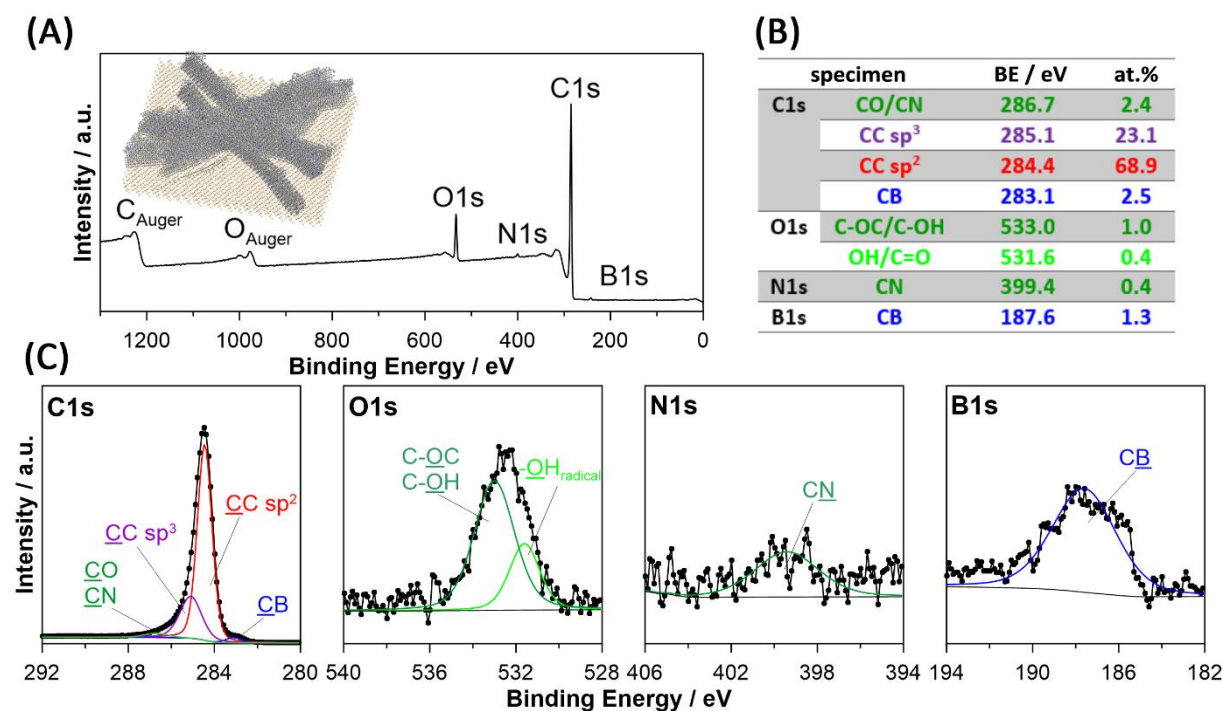 (A)
Intensity / a.u.
C1s
O1s
N1s
B1s
C Auger
O Auger
1200 1000 800 600 400 200 0
Binding Energy / eV
(B)
specimen BE / eV at.%
C1s CO/CN 286.7 2.4
CC sp³ 285.1 23.1
CC sp² 284.4 68.9
CB 283.1 2.5
O1s C-OC/C-OH 533.0 1.0
OH/C=O 531.6 0.4
N1s CN 399.4 0.4
B1s CB 187.6 1.3
(C)
Intensity / a.u.
C1s
CC sp²
CC sp³
CO
CN
CB
292 288 284 280
O1s
C-OC
C-OH
-OH radical
540 536 532 528
N1s
CN
406 402 398 394
B1s
CB
194 190 186 182
Binding Energy / eV